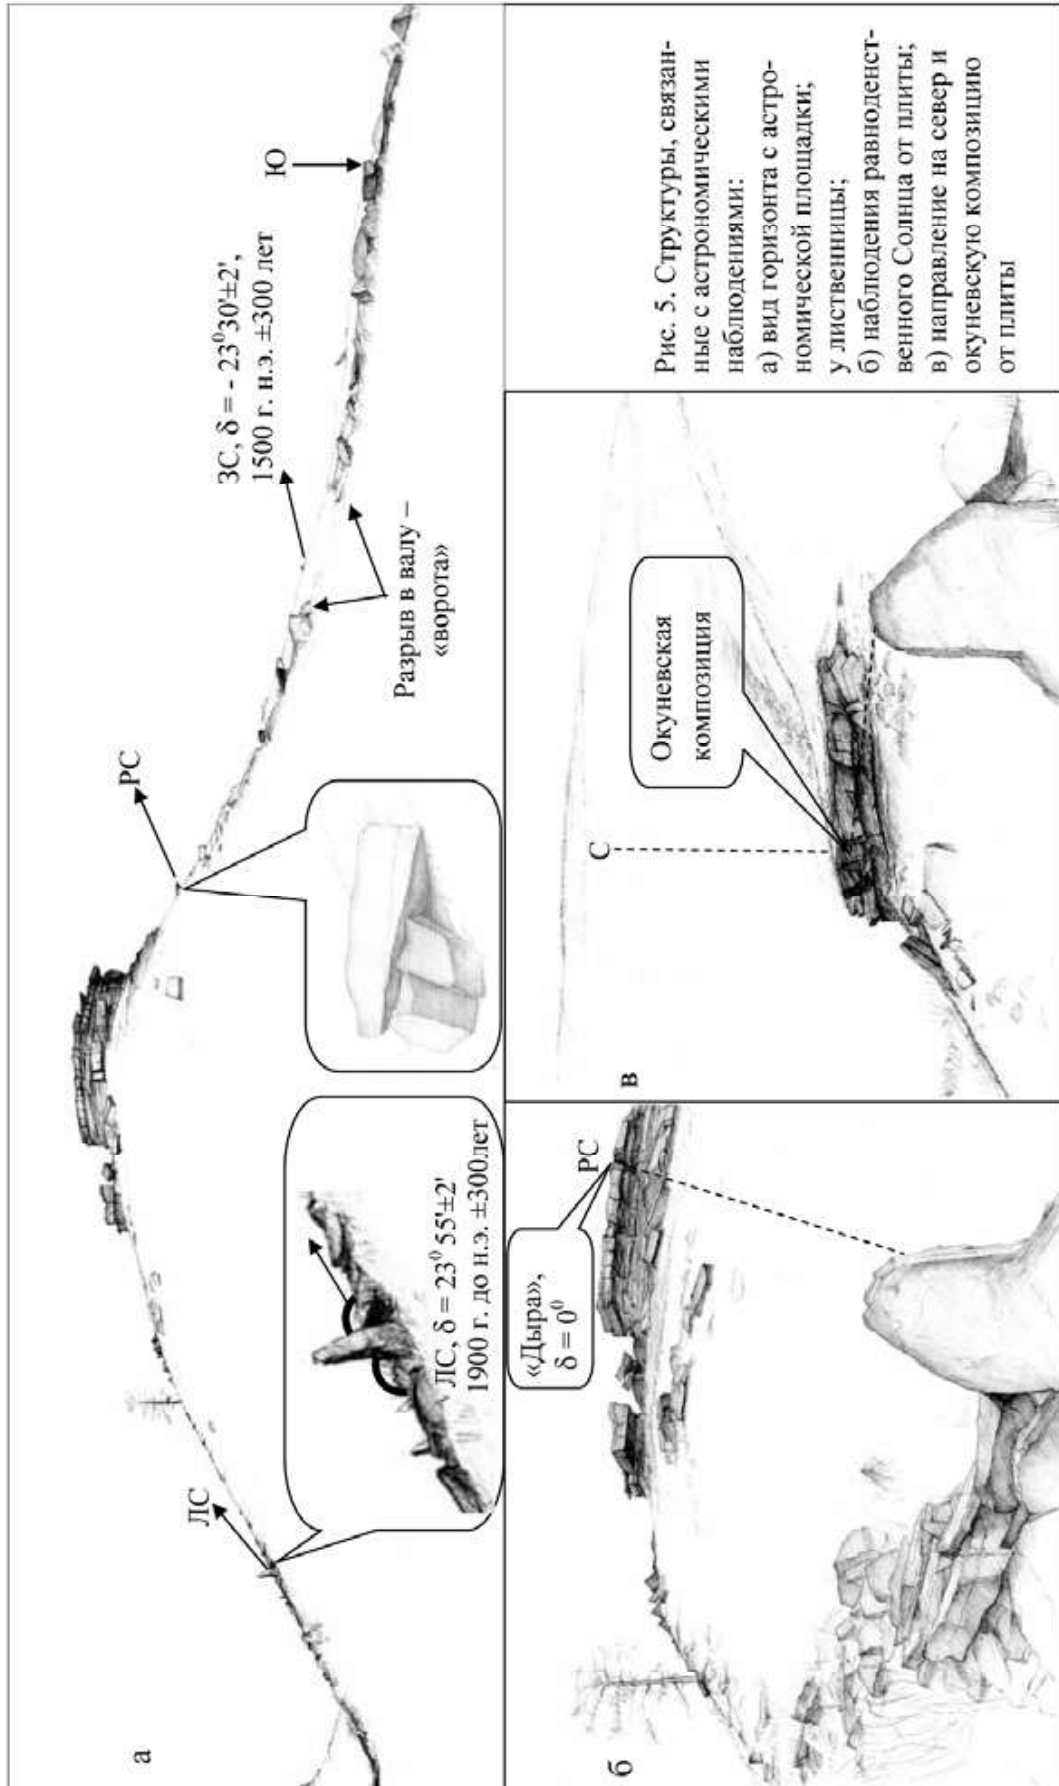 а
ЛС
ЛС, δ = 23⁰ 55'±2'
1900 г. до н.э. ±300лет
РС
Разрыв в валу –
«ворота»
ЗС, δ = - 23⁰30'±2',
1500 г. н.э. ±300 лет
Ю
б
«Дыра»,
δ = 0⁰
РС
в
С
Окуневская
композиция
Рис. 5. Структуры, связан-
ные с астрономическими
наблюдениями:
а) вид горизонта с астро-
номической площадки;
у лиственницы;
б) наблюдения равноденст-
венного Солнца от плиты;
в) направление на север и
окуневскую композицию
от плиты